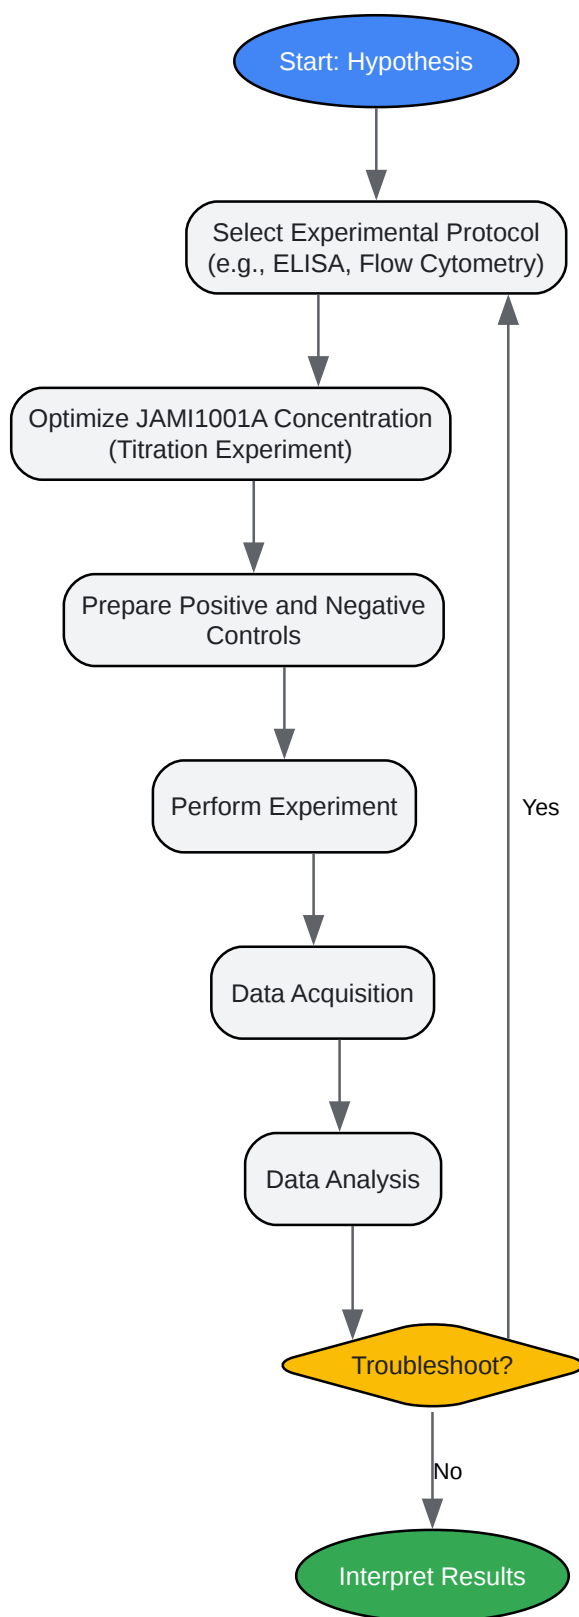 Start: Hypothesis
Select Experimental Protocol
(e.g., ELISA, Flow Cytometry)
Optimize JAMI1001A Concentration
(Titration Experiment)
Prepare Positive and Negative
Controls
Perform Experiment
Yes
Data Acquisition
Data Analysis
Troubleshoot?
No
Interpret Results